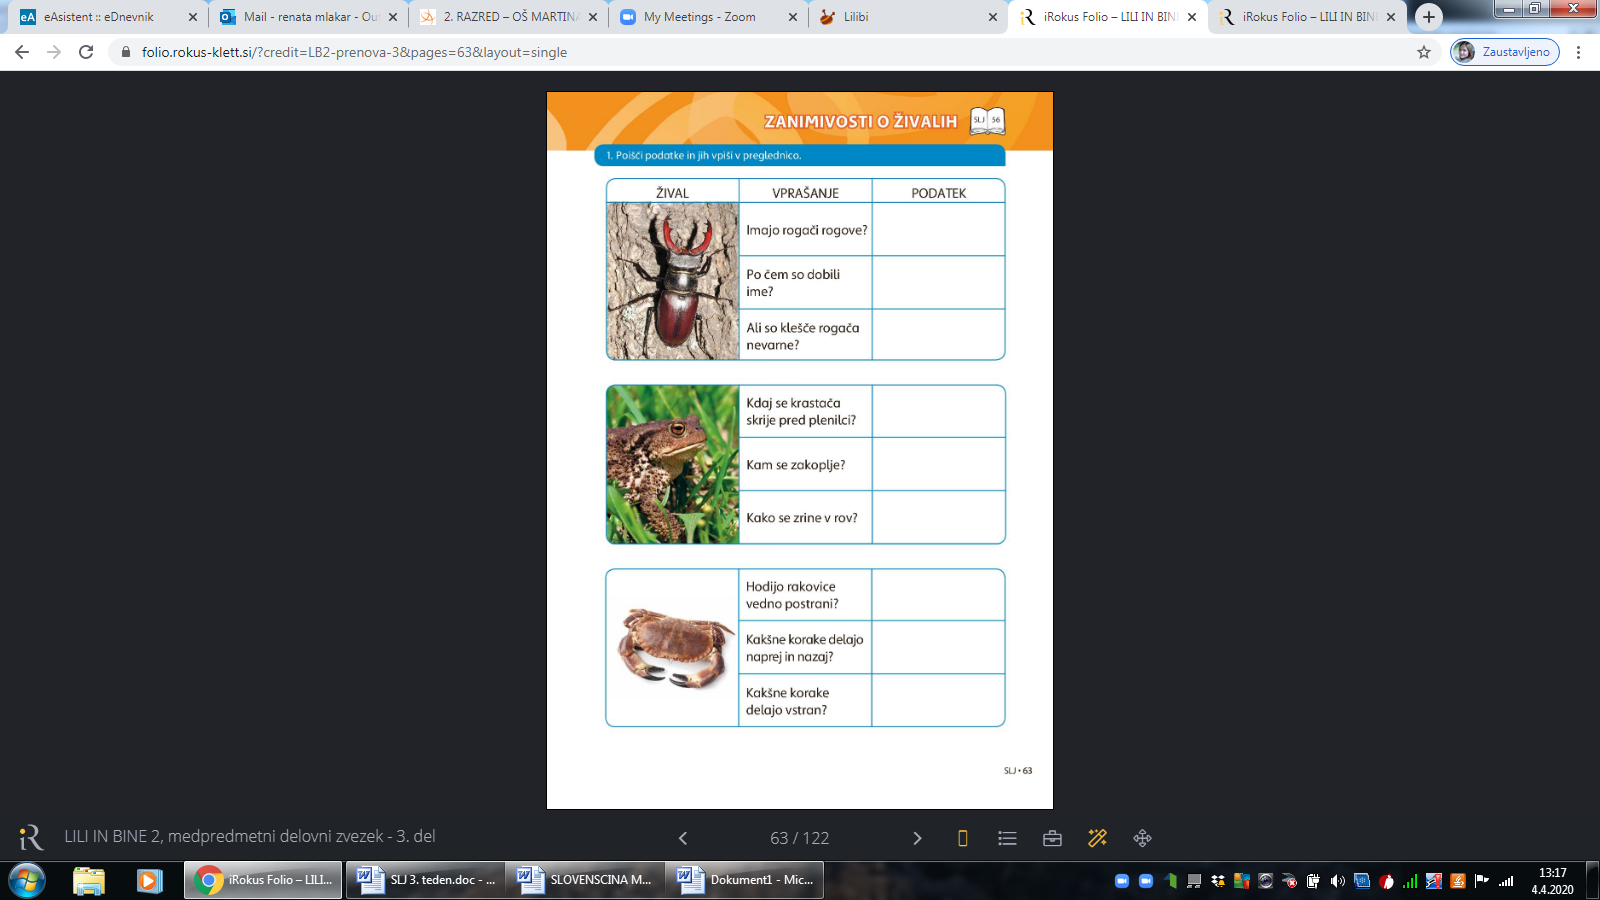 eAsistent :: eDnevnik
Mail - renata mlakar - Ou
2. RAZRED – OŠ MARTINA
My Meetings - Zoom
Lilibi
iRokus Folio – LILI IN BIN
iRokus Folio – LILI IN BINE
folio.rokus-klett.si/?credit=LB2-prenova-3&pages=63&layout=single
Zaustavljeno
ZANIMIVOSTI O ŽIVALIH
SLJ 56
1. Poišči podatke in jih vpiši v preglednico.
ŽIVAL
VPRAŠANJE
PODATEK
Imajo rogači rogove?
Po čem so dobili
ime?
Ali so klešče rogača
nevarne?
Kdaj se krastača
skrije pred plenilci?
Kam se zakoplje?
Kako se zrine v rov?
Hodijo rakovice
vedno postrani?
Kakšne korake delajo
naprej in nazaj?
Kakšne korake
delajo vstran?
SLJ • 63
LILI IN BINE 2, medpredmetni delovni zvezek - 3. del
63 / 122
iRokus Folio – LILI...
SLJ 3. teden.doc - ...
SLOVENSCINA M...
Dokument1 - Mic...
13:17
4.4.2020